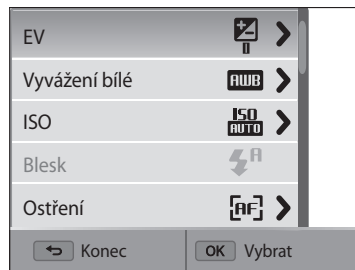 EV
Vyvážení bílé AWB
ISO ISO AUTO
Blesk A
Ostření AF
Konec OK Vybrat